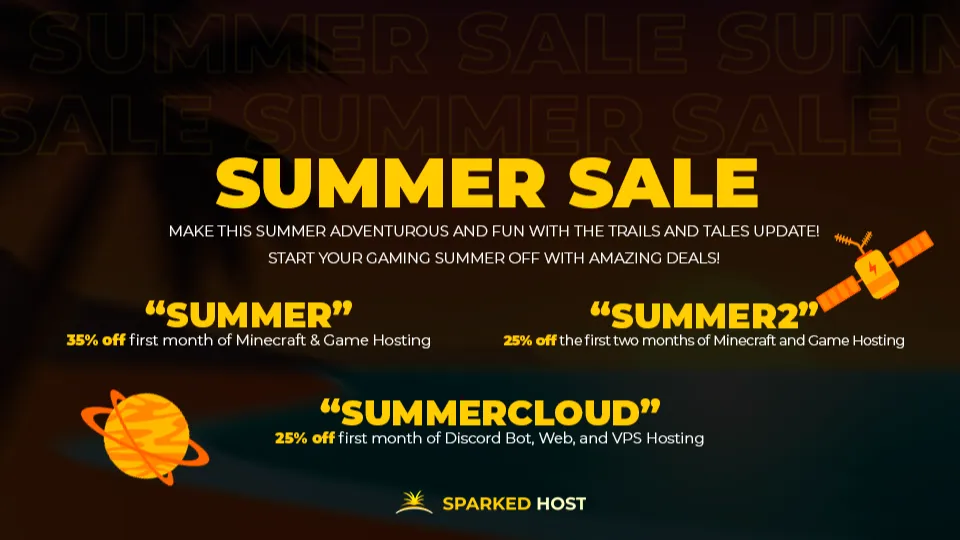 SUMMER SALE SUMM
SALE SUMMER SALE S
SUMMER SALE
MAKE THIS SUMMER ADVENTUROUS AND FUN WITH THE TRAILS AND TALES UPDATE!
START YOUR GAMING SUMMER OFF WITH AMAZING DEALS!
“SUMMER”
35% off first month of Minecraft & Game Hosting
“SUMMER2”
25% off the first two months of Minecraft and Game Hosting
“SUMMERCLOUD”
25% off first month of Discord Bot, Web, and VPS Hosting
SPARKED HOST